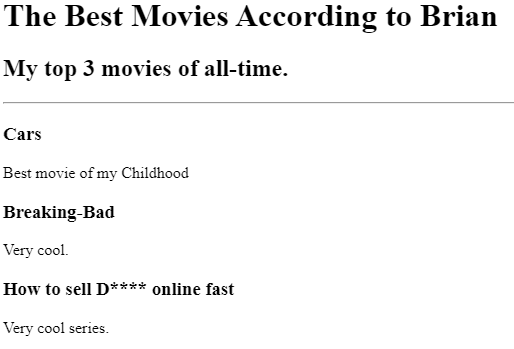 The Best Movies According to Brian
My top 3 movies of all-time.
Cars
Best movie of my Childhood
Breaking-Bad
Very cool.
How to sell D**** online fast
Very cool series.